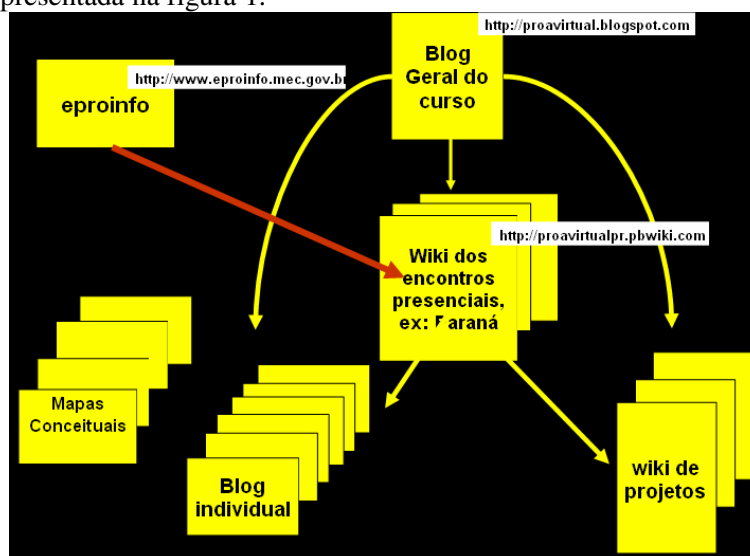 presentada na figura 1.
http://proavirtual.blogspot.com
Blog
Geral do
curso
http://www.eproinfo.mec.gov.br
eproinfo
http://proavirtualpr.pbwiki.com
Wiki dos
encontros
presenciais,
ex: Paraná
Mapas
Conceituais
Blog
individual
wiki de
projetos